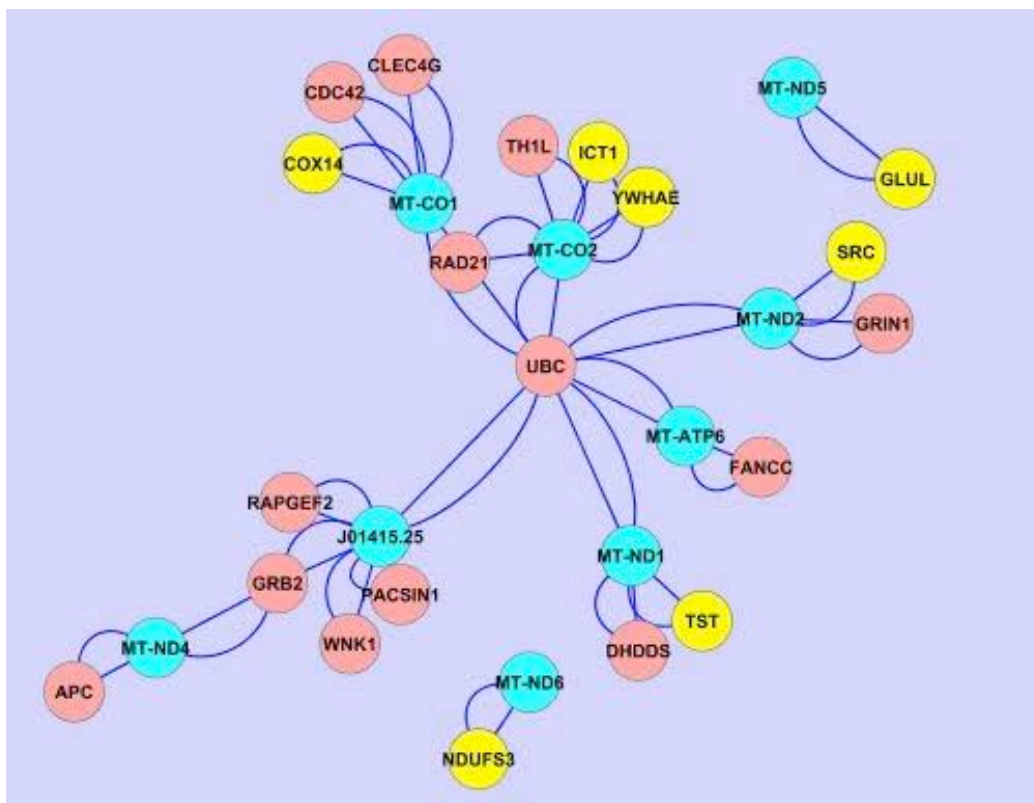 CLEC4G
CDC42
MT-ND5
COX14
TH1L
ICT1
GLUL
YWHAE
MT-CO1
RAD21
MT-CO2
SRC
MT-ND2
GRIN1
UBC
MT-ATP6
FANCC
RAPGEF2
J01415.25
MT-ND1
GRB2
PACSIN1
TST
WNK1
MT-ND4
DHDDS
APC
MT-ND6
NDUFS3